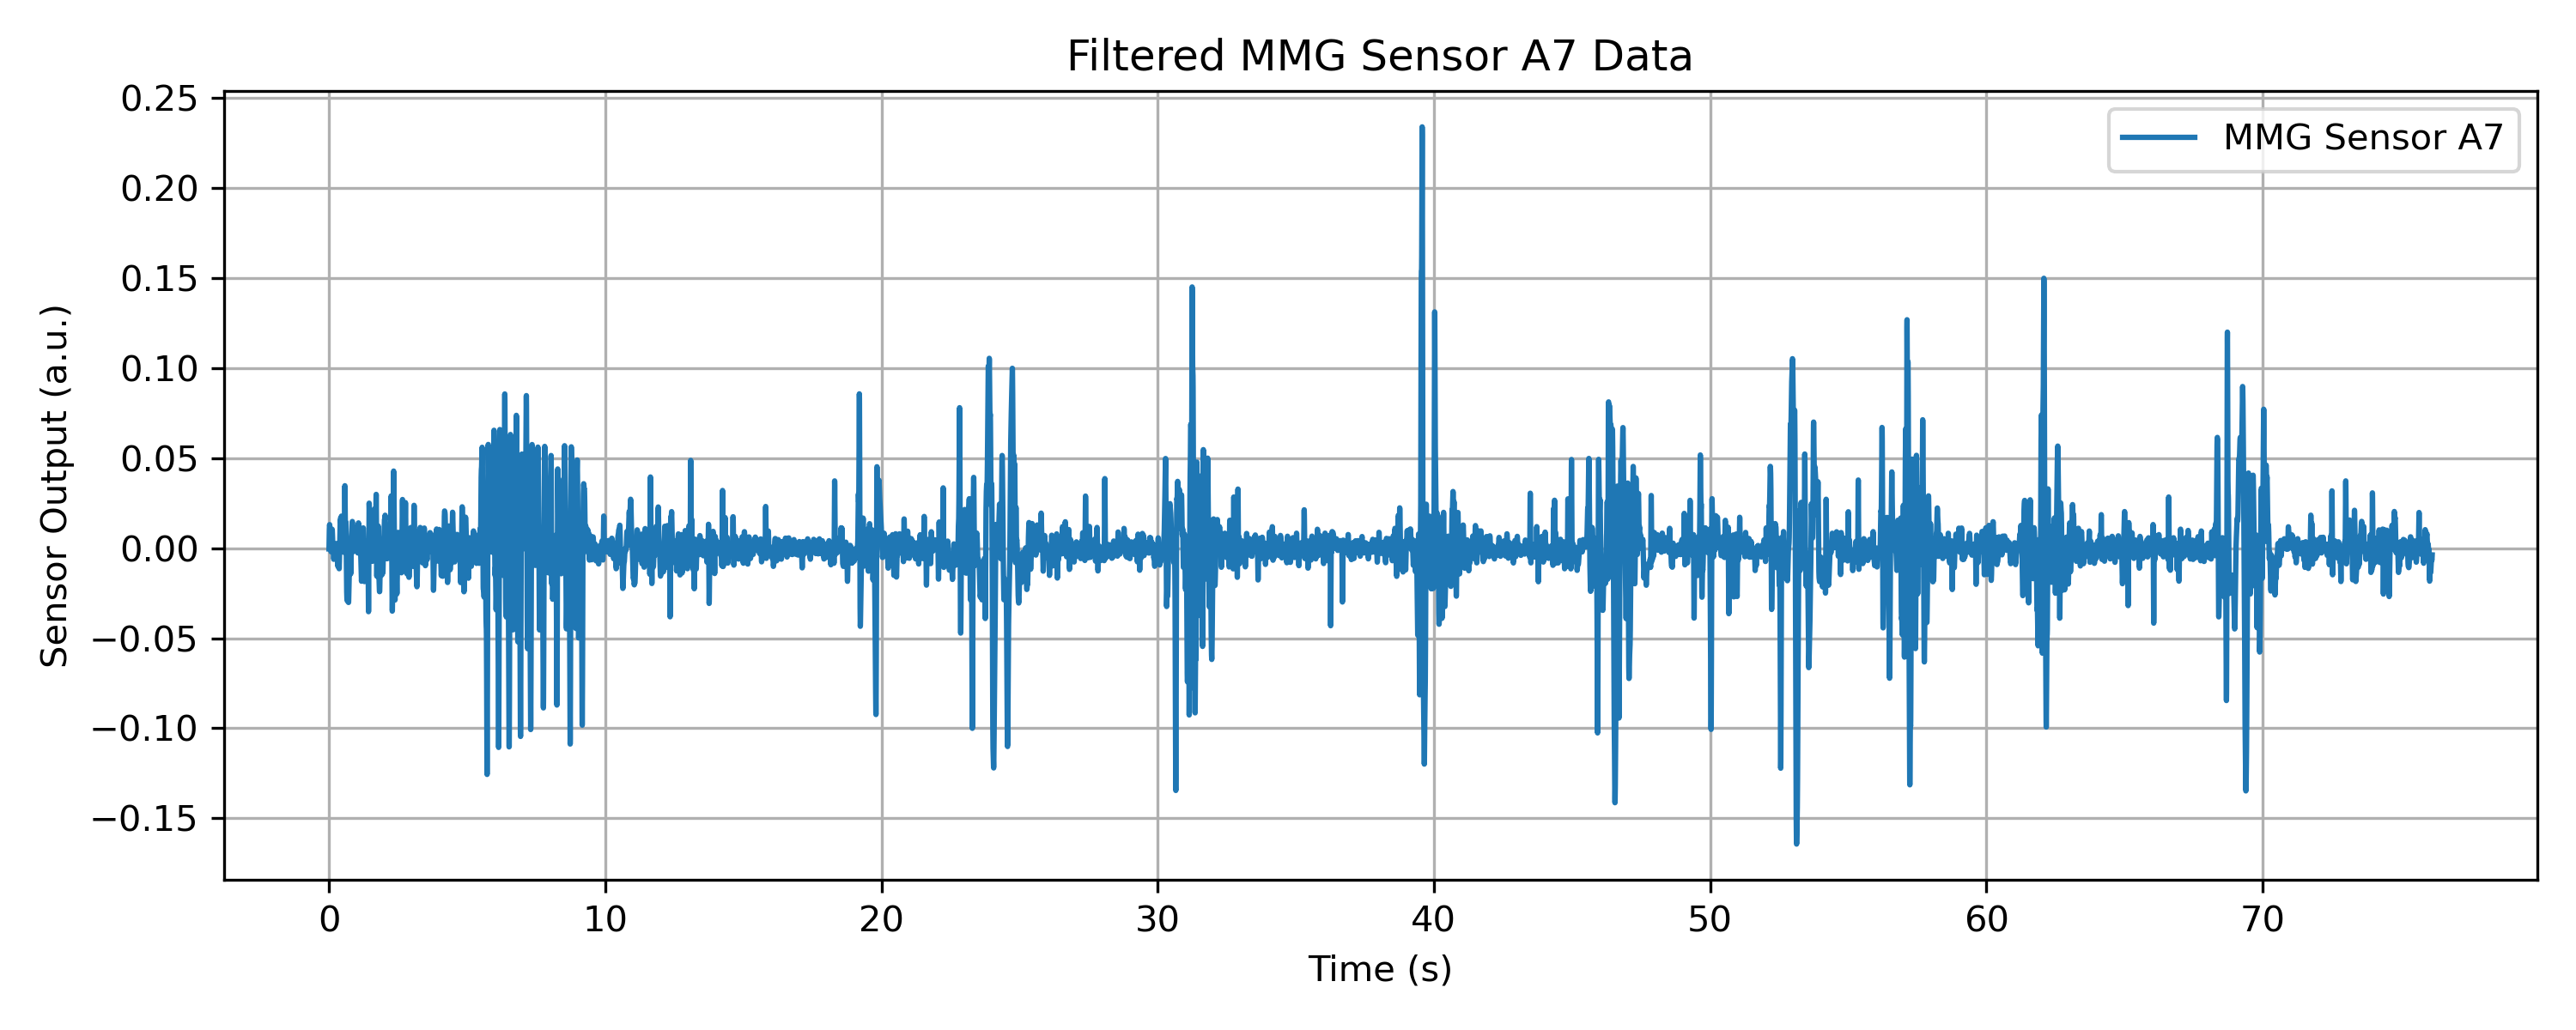 Filtered MMG Sensor A7 Data
MMG Sensor A7
Sensor Output (a.u.)
0.25
0.20
0.15
0.10
0.05
0.00
−0.05
−0.10
−0.15
0 10 20 30 40 50 60 70
Time (s)